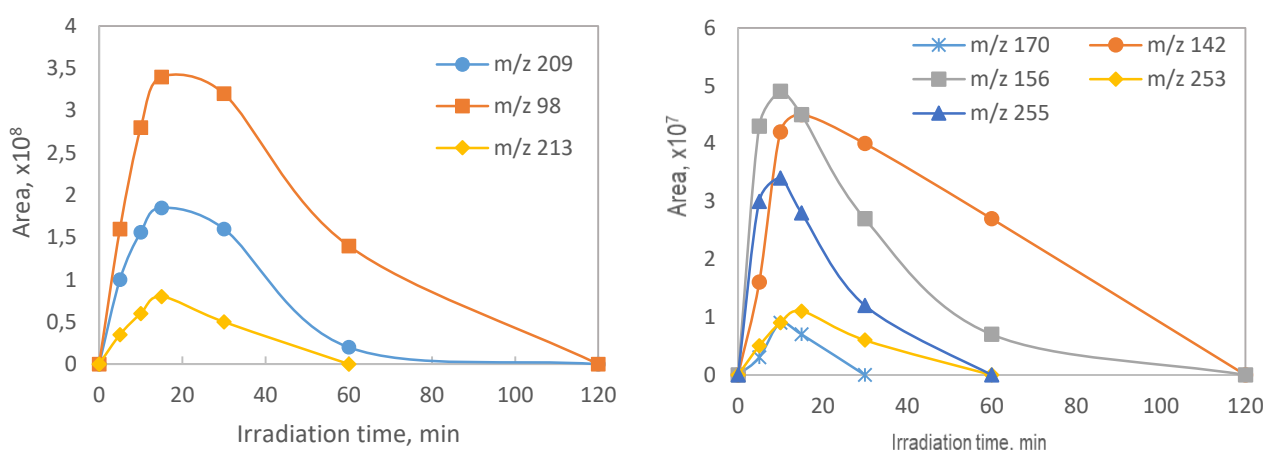 4
3,5
3
2,5
2
1,5
1
0,5
0
Area, x10⁸
m/z 209
m/z 98
m/z 213
0 20 40 60 80 100 120
Irradiation time, min
6
5
4
3
2
1
0
Area, x10⁷
m/z 170 m/z 142
m/z 156 m/z 253
m/z 255
0 20 40 60 80 100 120
Irradiation time, min